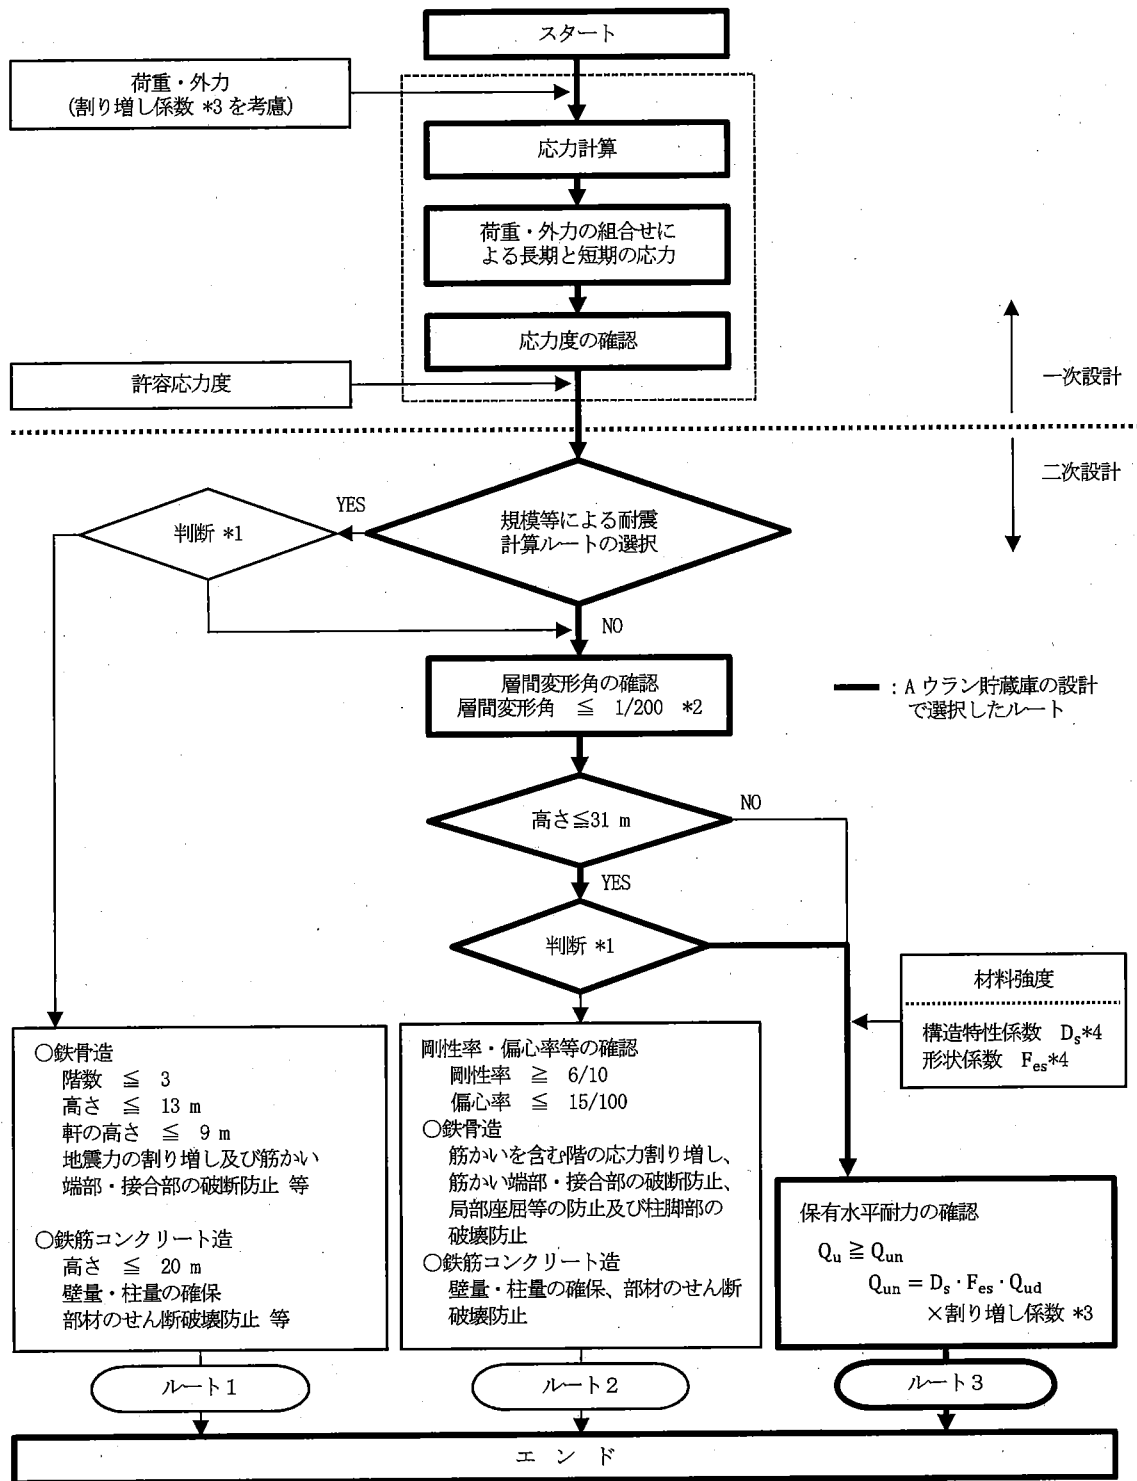 スタート
荷重・外力
(割り増し係数 *3 を考慮)
応力計算
荷重・外力の組合せに
よる長期と短期の応力
応力度の確認
許容応力度
一次設計
二次設計
規模等による耐震
計算ルートの選択
YES
判断 *1
NO
層間変形角の確認
層間変形角 ≦ 1/200 *2
━━ : A ウラン貯蔵庫の設計
で選択したルート
高さ≦31 m
NO
YES
判断 *1
材料強度
構造特性係数 Ds*4
形状係数 Fes*4
○鉄骨造
階数 ≦ 3
高さ ≦ 13 m
軒の高さ ≦ 9 m
地震力の割り増し及び筋かい
端部・接合部の破断防止 等
○鉄筋コンクリート造
高さ ≦ 20 m
壁量・柱量の確保
部材のせん断破壊防止 等
剛性率・偏心率等の確認
剛性率 ≧ 6/10
偏心率 ≦ 15/100
○鉄骨造
筋かいを含む階の応力割り増し、
筋かい端部・接合部の破断防止、
局部座屈等の防止及び柱脚部の
破壊防止
○鉄筋コンクリート造
壁量・柱量の確保、部材のせん断
破壊防止
保有水平耐力の確認
Qu ≧ Qun
Qun = Ds · Fes · Qud
×割り増し係数 *3
ルート1
ルート2
ルート3
エンド